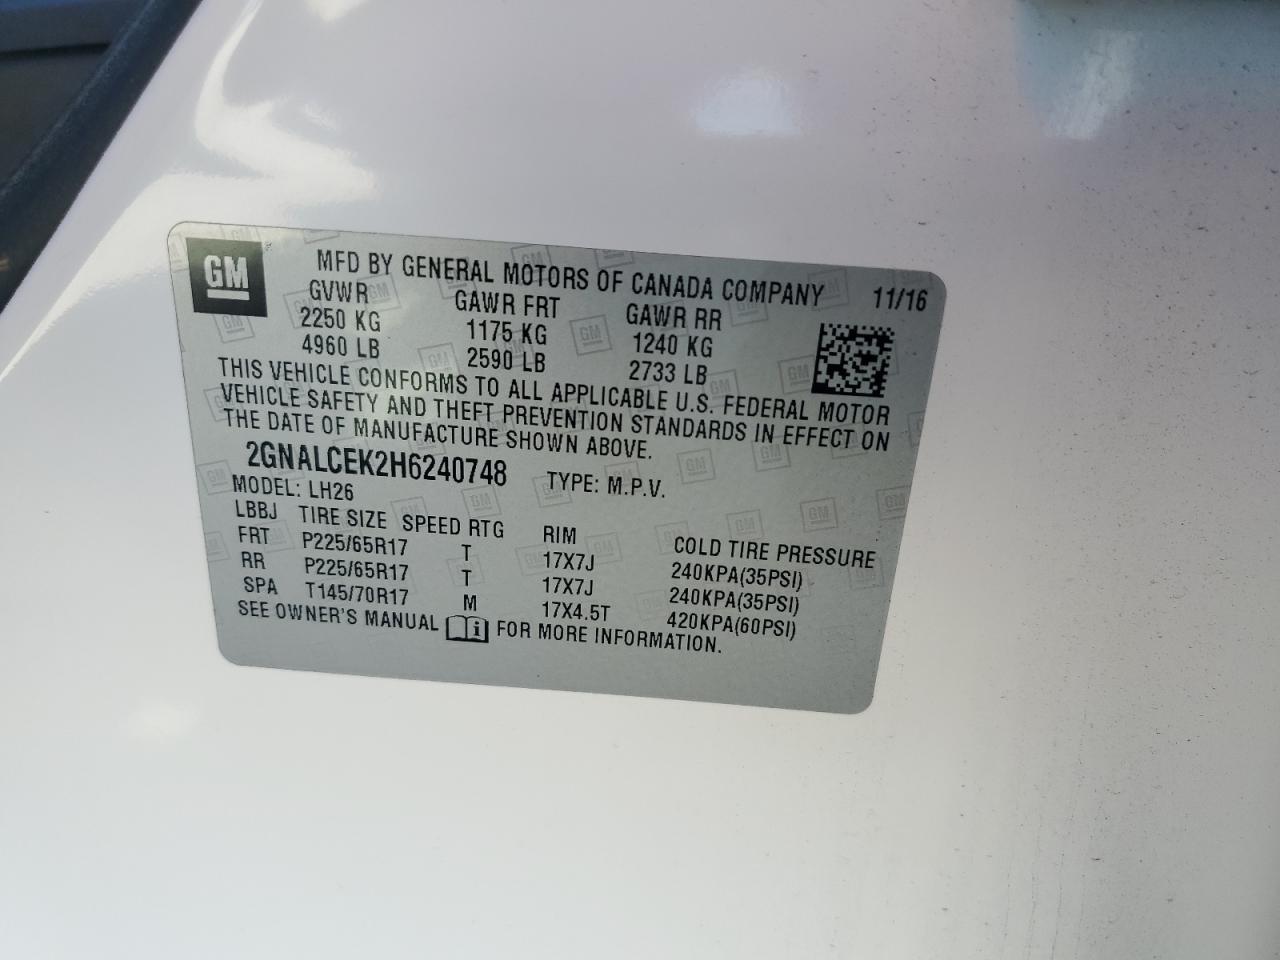 GM
MFD BY GENERAL MOTORS OF CANADA COMPANY 11/16
GVWR GAWR FRT GAWR RR
2250 KG 1175 KG 1240 KG
4960 LB 2590 LB 2733 LB
THIS VEHICLE CONFORMS TO ALL APPLICABLE U.S. FEDERAL MOTOR
VEHICLE SAFETY AND THEFT PREVENTION STANDARDS IN EFFECT ON
THE DATE OF MANUFACTURE SHOWN ABOVE.
2GNALCEK2H6240748 TYPE: M.P.V.
MODEL: LH26
LBBJ TIRE SIZE SPEED RTG RIM COLD TIRE PRESSURE
FRT P225/65R17 T 17X7J 240KPA(35PSI)
RR P225/65R17 T 17X7J 240KPA(35PSI)
SPA T145/70R17 M 17X4.5T 420KPA(60PSI)
SEE OWNER'S MANUAL FOR MORE INFORMATION.